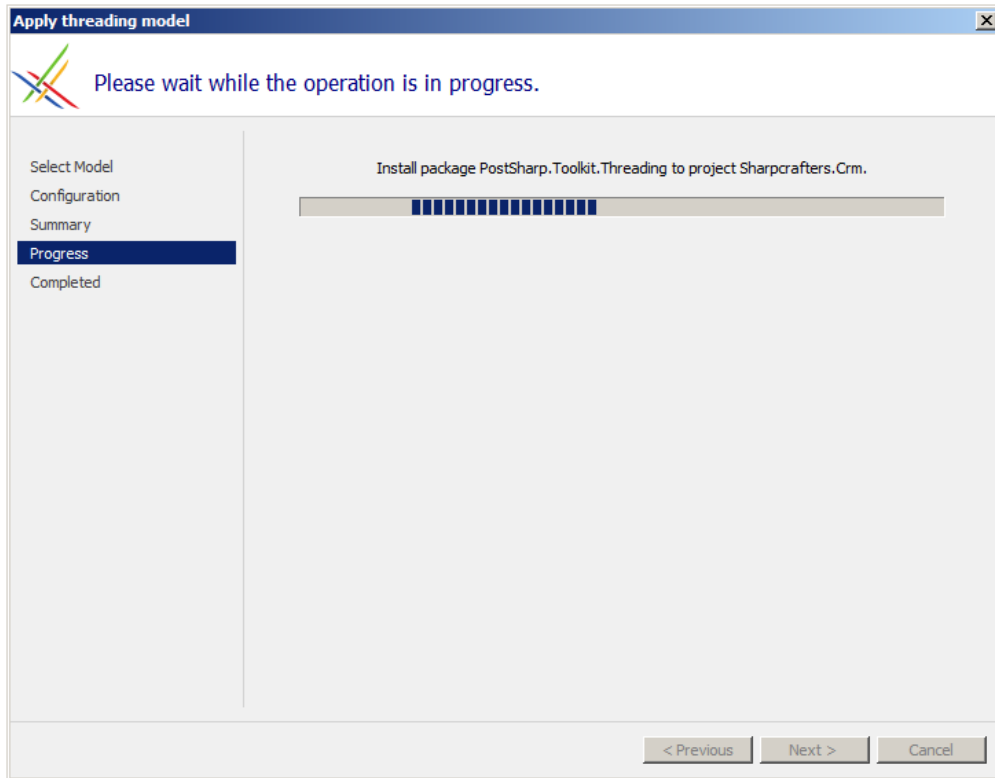 Apply threading model
Please wait while the operation is in progress.
Select Model
Configuration
Summary
Progress
Completed
Install package PostSharp.Toolkit.Threading to project Sharpcrafters.Crm.
< Previous
Next >
Cancel